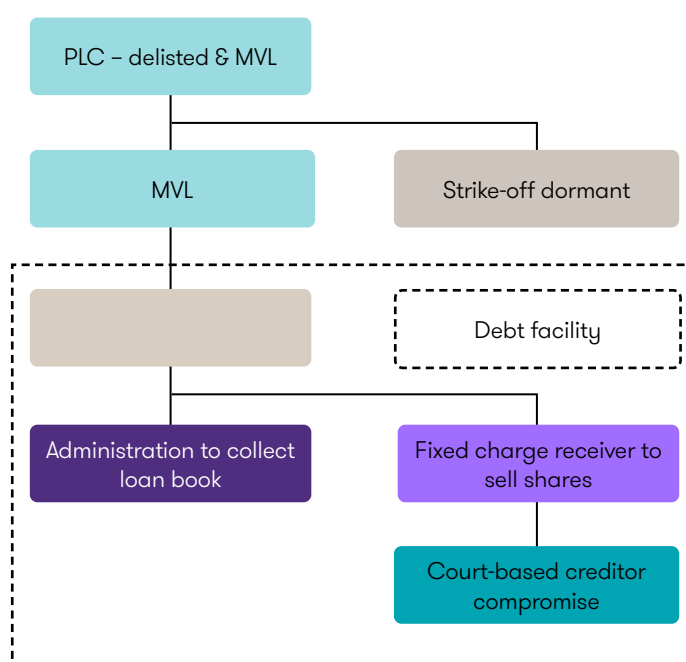 PLC – delisted & MVL
MVL
Strike-off dormant
Debt facility
Administration to collect
loan book
Fixed charge receiver to
sell shares
Court-based creditor
compromise